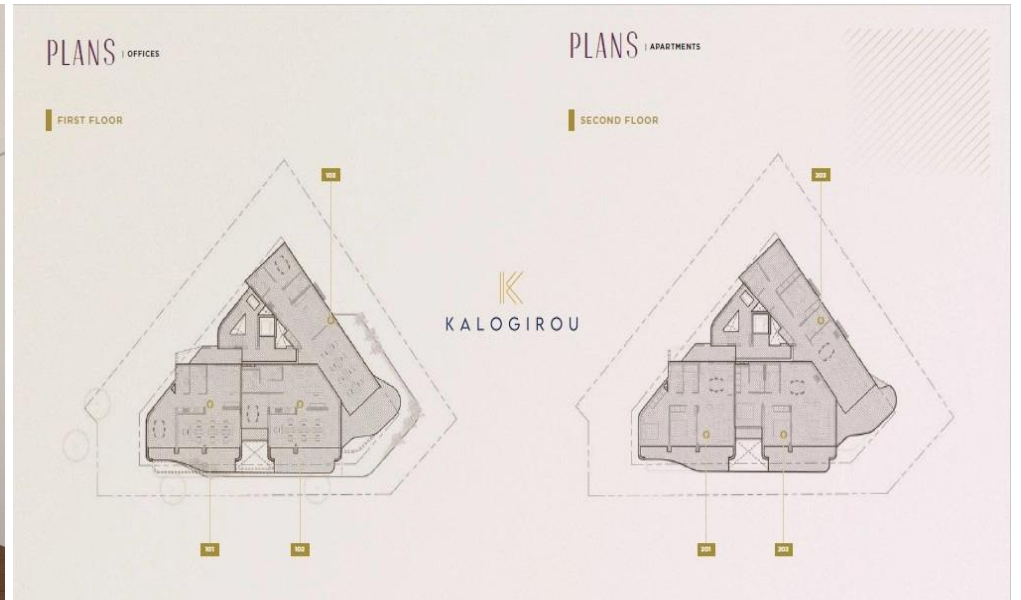 PLANS | OFFICES
FIRST FLOOR
103
101
102
KALOGIROU
PLANS | APARTMENTS
SECOND FLOOR
203
201
202